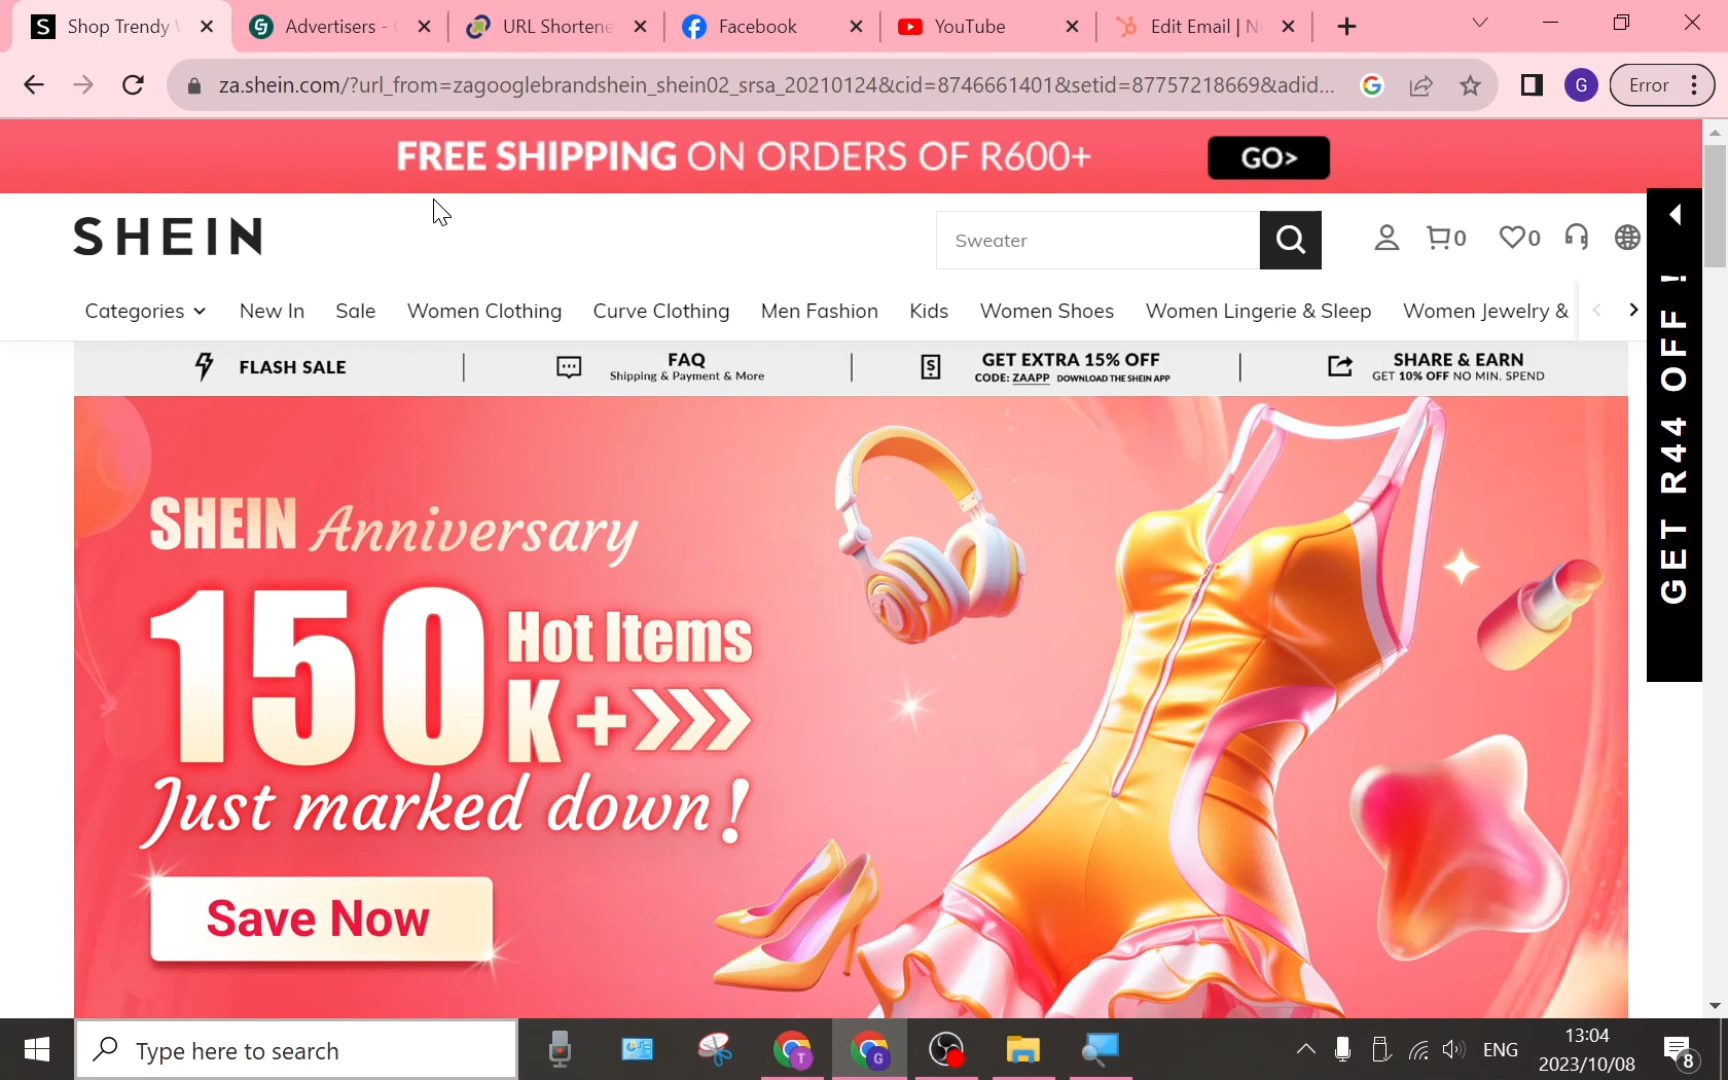 Shop Trendy
Advertisers -
URL Shortene
Facebook
YouTube
Edit Email | N
za.shein.com/?url_from=zagooglebrandshein_shein02_srsa_20210124&cid=8746661401&setid=87757218669&adid...
G
Error
FREE SHIPPING ON ORDERS OF R600+
GO>
SHEIN
Sweater
0
0
Categories
New In
Sale
Women Clothing
Curve Clothing
Men Fashion
Kids
Women Shoes
Women Lingerie & Sleep
Women Jewelry &
GET R44 OFF !
FLASH SALE
FAQ
Shipping & Payment & More
GET EXTRA 15% OFF
CODE: ZAAPP DOWNLOAD THE SHEIN APP
SHARE & EARN
GET 10% OFF NO MIN. SPEND
SHEIN Anniversary
150K+ Hot Items
Just marked down!
Save Now
Type here to search
ENG
13:04
2023/10/08
8